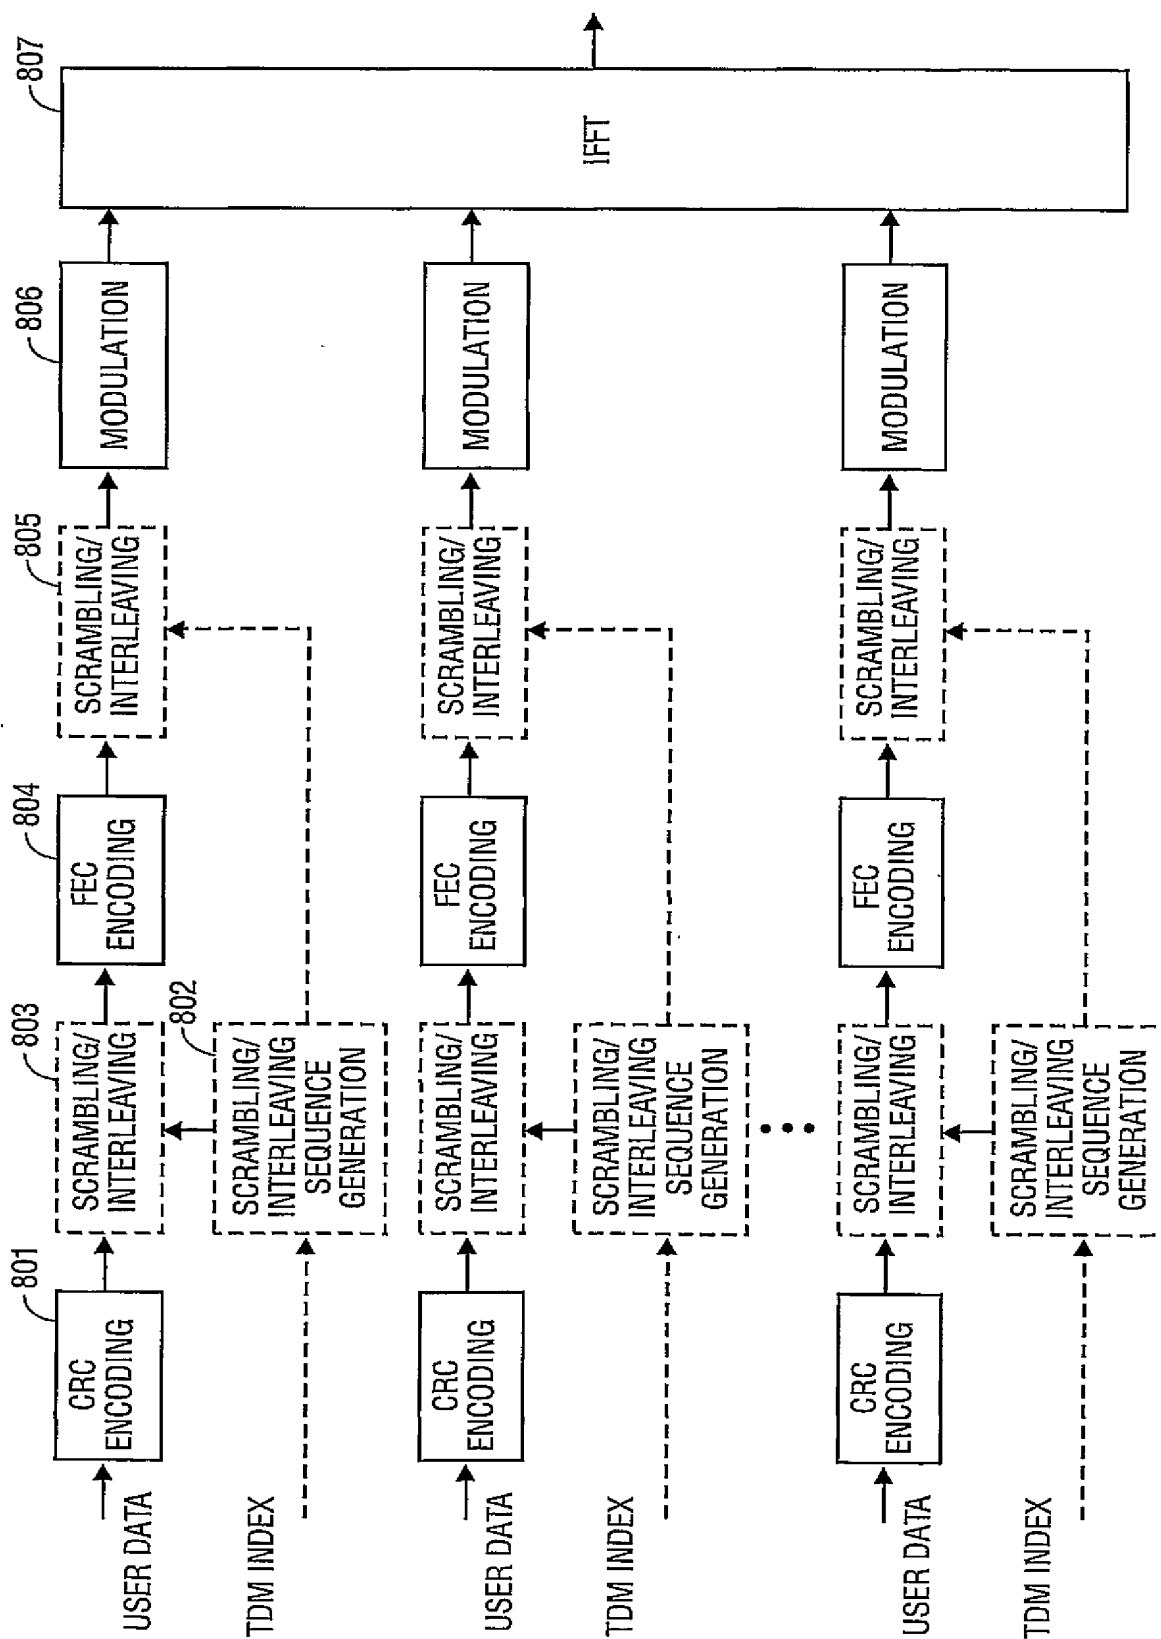 801
803
804
805
806
807
USER DATA
CRC
ENCODING
SCRAMBLING/
INTERLEAVING
FEC
ENCODING
SCRAMBLING/
INTERLEAVING
MODULATION
802
TDM INDEX
SCRAMBLING/
INTERLEAVING
SEQUENCE
GENERATION
USER DATA
CRC
ENCODING
SCRAMBLING/
INTERLEAVING
FEC
ENCODING
SCRAMBLING/
INTERLEAVING
MODULATION
IFFT
TDM INDEX
SCRAMBLING/
INTERLEAVING
SEQUENCE
GENERATION
USER DATA
CRC
ENCODING
SCRAMBLING/
INTERLEAVING
FEC
ENCODING
SCRAMBLING/
INTERLEAVING
MODULATION
TDM INDEX
SCRAMBLING/
INTERLEAVING
SEQUENCE
GENERATION